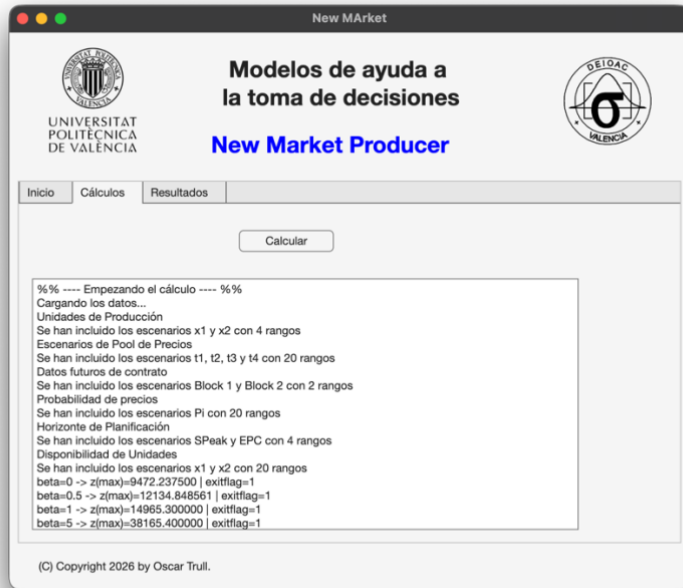 New MArket
UNIVERSITAT
POLITÈCNICA
DE VALÈNCIA
Modelos de ayuda a
la toma de decisiones
New Market Producer
DEIOAC
σ
VALENCIA
Inicio
Cálculos
Resultados
Calcular
%% ---- Empezando el cálculo ---- %%
Cargando los datos...
Unidades de Producción
Se han incluido los escenarios x1 y x2 con 4 rangos
Escenarios de Pool de Precios
Se han incluido los escenarios t1, t2, t3 y t4 con 20 rangos
Datos futuros de contrato
Se han incluido los escenarios Block 1 y Block 2 con 2 rangos
Probabilidad de precios
Se han incluido los escenarios Pi con 20 rangos
Horizonte de Planificación
Se han incluido los escenarios SPeak y EPC con 4 rangos
Disponibilidad de Unidades
Se han incluido los escenarios x1 y x2 con 20 rangos
beta=0 -> z(max)=9472.237500 | exitflag=1
beta=0.5 -> z(max)=12134.848561 | exitflag=1
beta=1 -> z(max)=14965.300000 | exitflag=1
beta=5 -> z(max)=38165.400000 | exitflag=1
(C) Copyright 2026 by Oscar Trull.